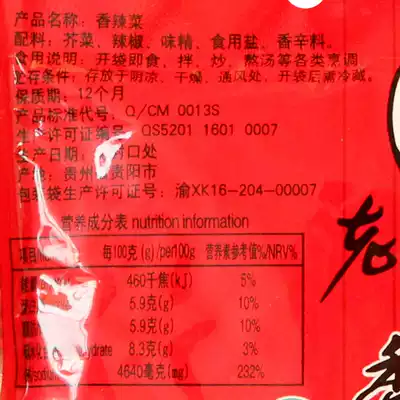 产品名称：香辣菜
配料：芥菜、辣椒、味精、食用盐、香辛料。
食用说明：开袋即食、拌、炒、熬汤等各类烹调
贮存条件：存放于阴凉、干燥、通风处、开袋后需冷藏。
保质期：12个月
产品标准代号：Q/CM 0013S
生产许可证编号：QS5201 1601 0007
生产日期：封口处
产地：贵州省贵阳市
包装袋生产许可证号：渝XK16-204-00007
营养成分表 nutrition information
项目 每100克(g)/per100g 营养素参考值%/NRV%
460千焦(kJ) 5%
5.9克(g) 10%
5.9克(g) 10%
8.3克(g) 3%
4640毫克(mg) 232%